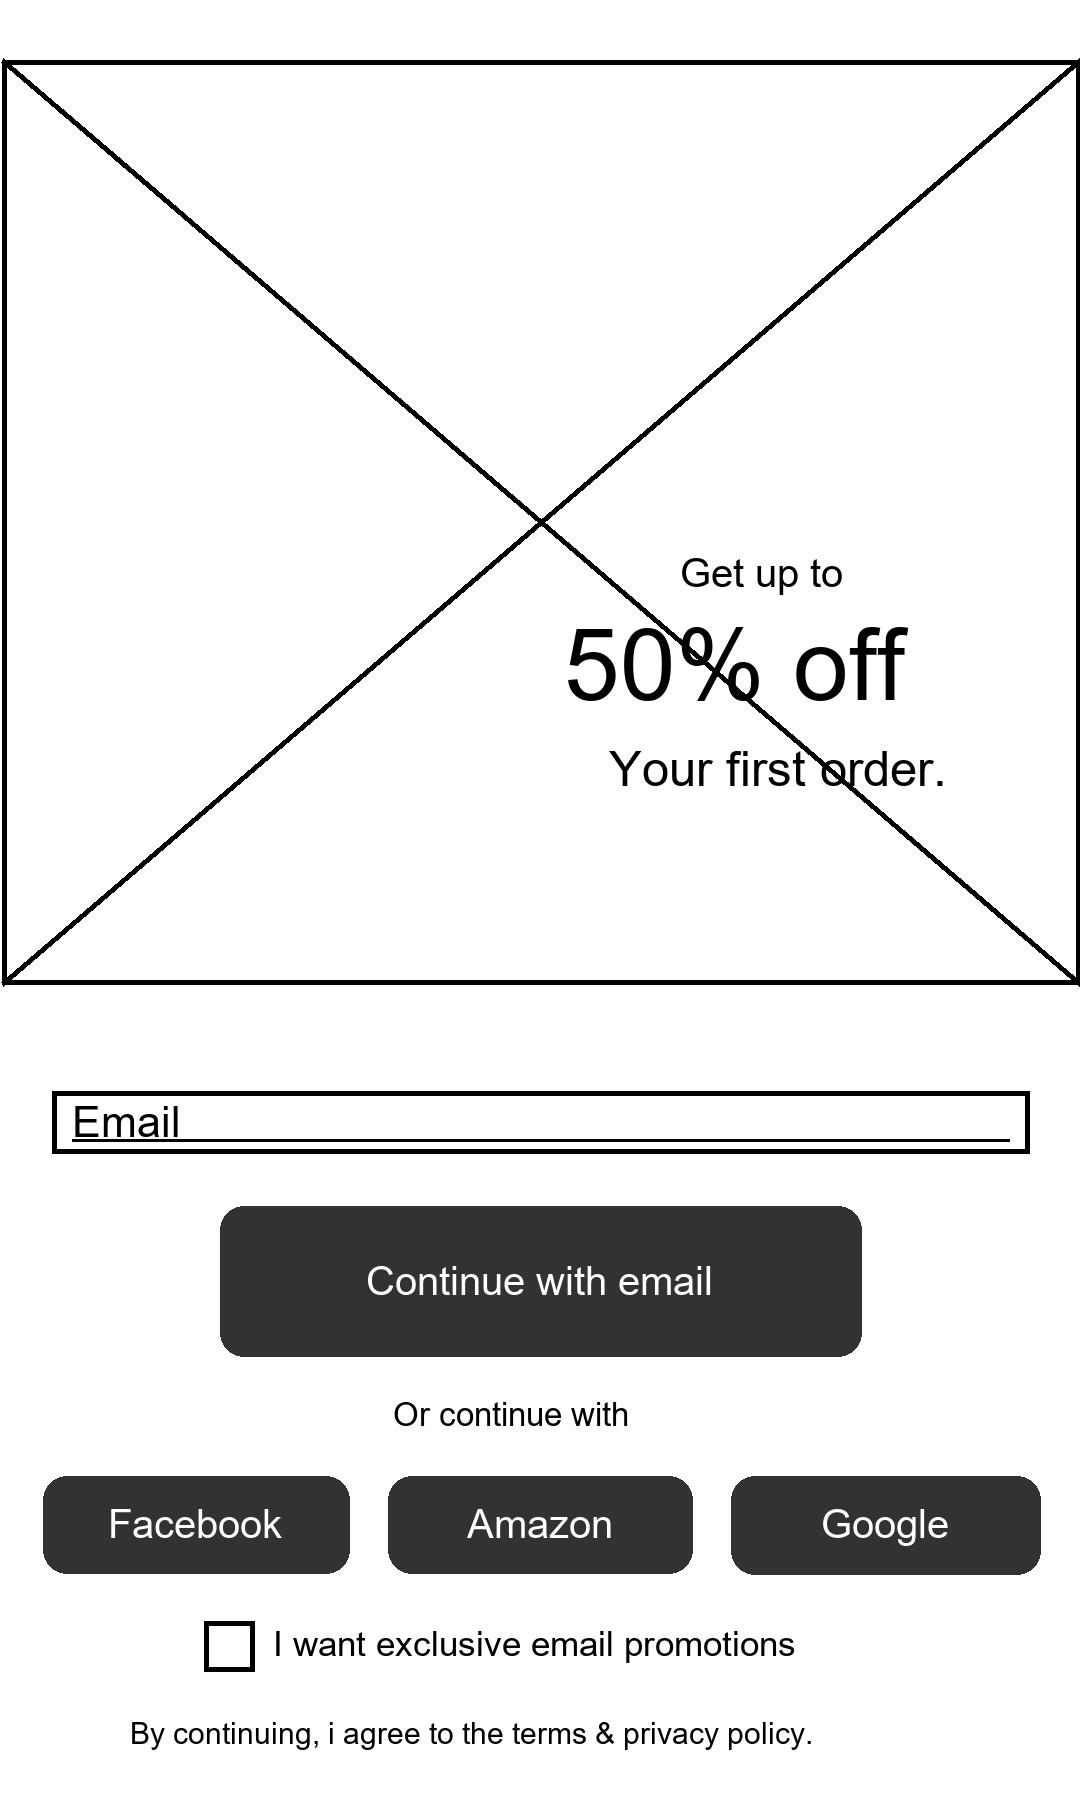 Get up to
50% off
Your first order.
Email
Continue with email
Or continue with
Facebook
Amazon
Google
I want exclusive email promotions
By continuing, i agree to the terms & privacy policy.